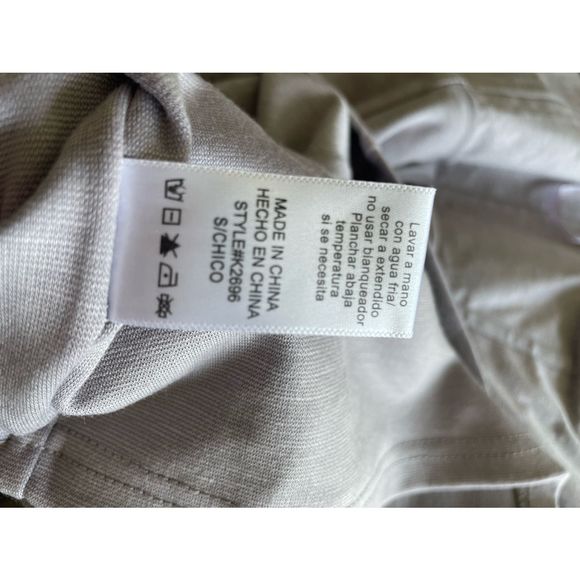 Lavar a mano
con agua fria/
secar a extendido
no usar blanqueador
Planchar abaja
temperatura
si se necesita
MADE IN CHINA
HECHO EN CHINA
STYLE#K2696
S/CHICO